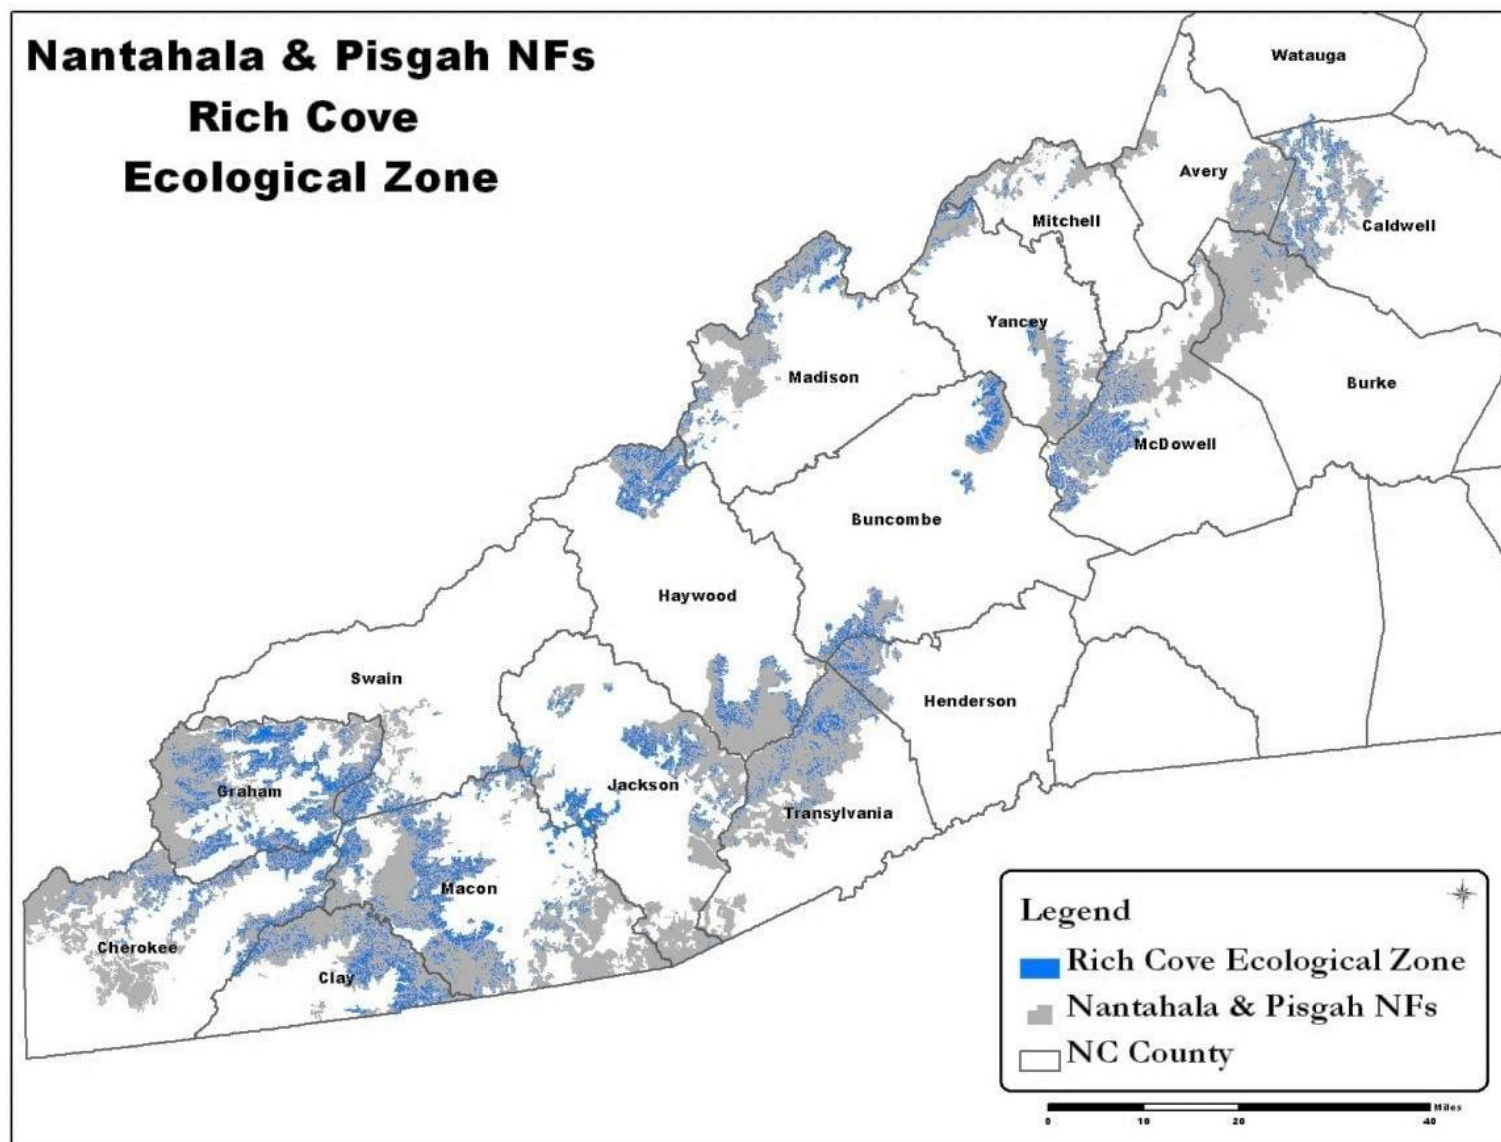 Nantahala & Pisgah NFs
Rich Cove
Ecological Zone
Watauga
Avery
Mitchell
Caldwell
Yancey
Madison
Burke
McDowell
Buncombe
Haywood
Swain
Henderson
Jackson
Graham
Transylvania
Macon
Cherokee
Clay
Legend
Rich Cove Ecological Zone
Nantahala & Pisgah NFs
NC County
Miles
0 10 20 40